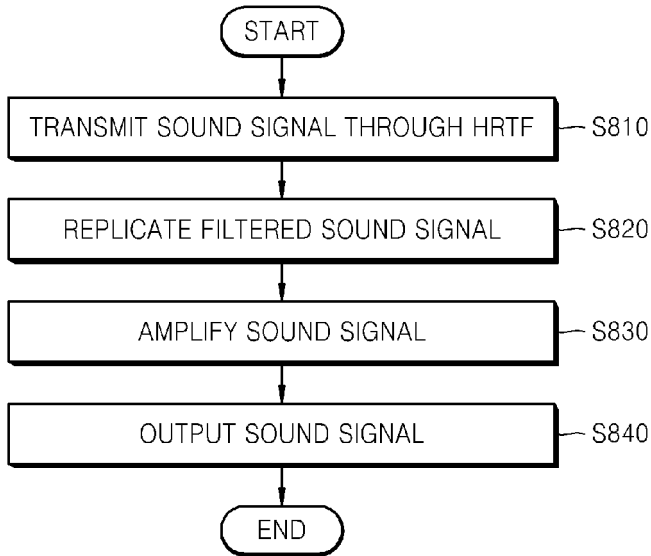 START
TRANSMIT SOUND SIGNAL THROUGH HRTF
S810
REPLICATE FILTERED SOUND SIGNAL
S820
AMPLIFY SOUND SIGNAL
S830
OUTPUT SOUND SIGNAL
S840
END